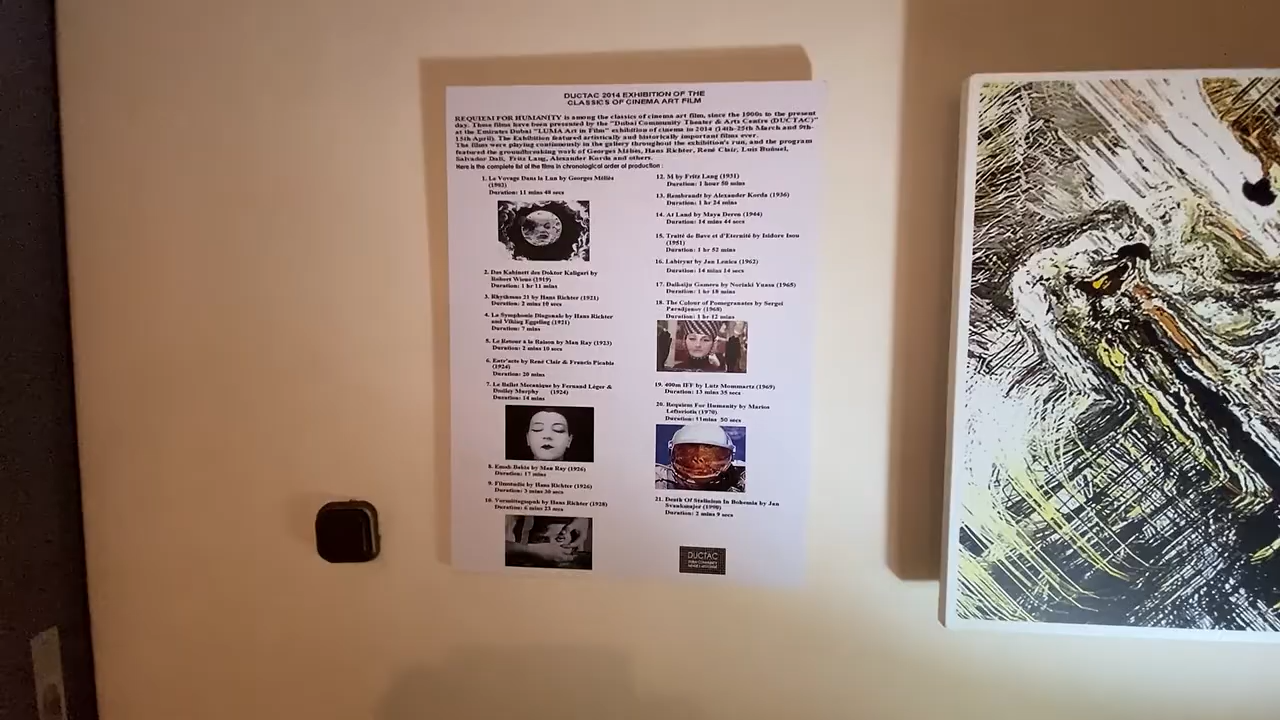 DUCTAC 2014 EXHIBITION OF THE
CLASSICS OF CINEMA ART FILM
REQUIEM FOR HUMANITY is among the classics of cinema art film, since the 1900s to the present
day. These films have been presented by the "Dubai Community Theater & Arts Centre (DUCTAC)"
at the Emirates Dubai "LUMA Art in Film" exhibition of cinema in 2014 (14th-25th March and 9th-
15th April). The Exhibition featured artistically and historically important films ever.
The films were playing continuously in the gallery throughout the exhibition's run, and the program
featured the groundbreaking work of Georges Méliès, Hans Richter, René Clair, Luis Buñuel,
Salvador Dali, Fritz Lang, Alexander Korda and others.
Here is the complete list of the films in chronological order of production :
1. Le Voyage Dans la Lun by Georges Méliès
(1902)
Duration: 11 mins 48 secs
2. Das Kabinett des Doktor Kaligari by
Robert Wiene (1919)
Duration: 1 hr 11 mins
3. Rhythmus 21 by Hans Richter (1921)
Duration: 2 mins 10 secs
4. La Symphonie Diagonale by Hans Richter
and Viking Eggeling (1921)
Duration: 7 mins
5. Le Retour à la Raison by Man Ray (1923)
Duration: 2 mins 10 secs
6. Entr'acte by René Clair & Francis Picabia
(1924)
Duration: 20 mins
7. Le Ballet Mecanique by Fernand Léger &
Dudley Murphy (1924)
Duration: 14 mins
8. Emak Bakia by Man Ray (1926)
Duration: 17 mins
9. Filmstudie by Hans Richter (1926)
Duration: 3 mins 30 secs
10. Vormittagsspuk by Hans Richter (1928)
Duration: 6 mins 23 secs
12. M by Fritz Lang (1931)
Duration: 1 hour 50 mins
13. Rembrandt by Alexander Korda (1936)
Duration: 1 hr 24 mins
14. At Land by Maya Deren (1944)
Duration: 14 mins 44 secs
15. Traité de Bave et d'Eternité by Isidore Isou
(1951)
Duration: 1 hr 52 mins
16. Labirynt by Jan Lenica (1962)
Duration: 14 mins 14 secs
17. Daikaiju Gamera by Noriaki Yuasa (1965)
Duration: 1 hr 18 mins
18. The Colour of Pomegranates by Sergei
Paradjanov (1968)
Duration: 1 hr 12 mins
19. 400m IFF by Lutz Mommartz (1969)
Duration: 13 mins 35 secs
20. Requiem For Humanity by Marios
Lefteriotis (1970)
Duration: 11mins 50 secs
21. Death Of Stalinism In Bohemia by Jan
Svankmajer (1990)
Duration: 2 mins 9 secs
DUCTAC